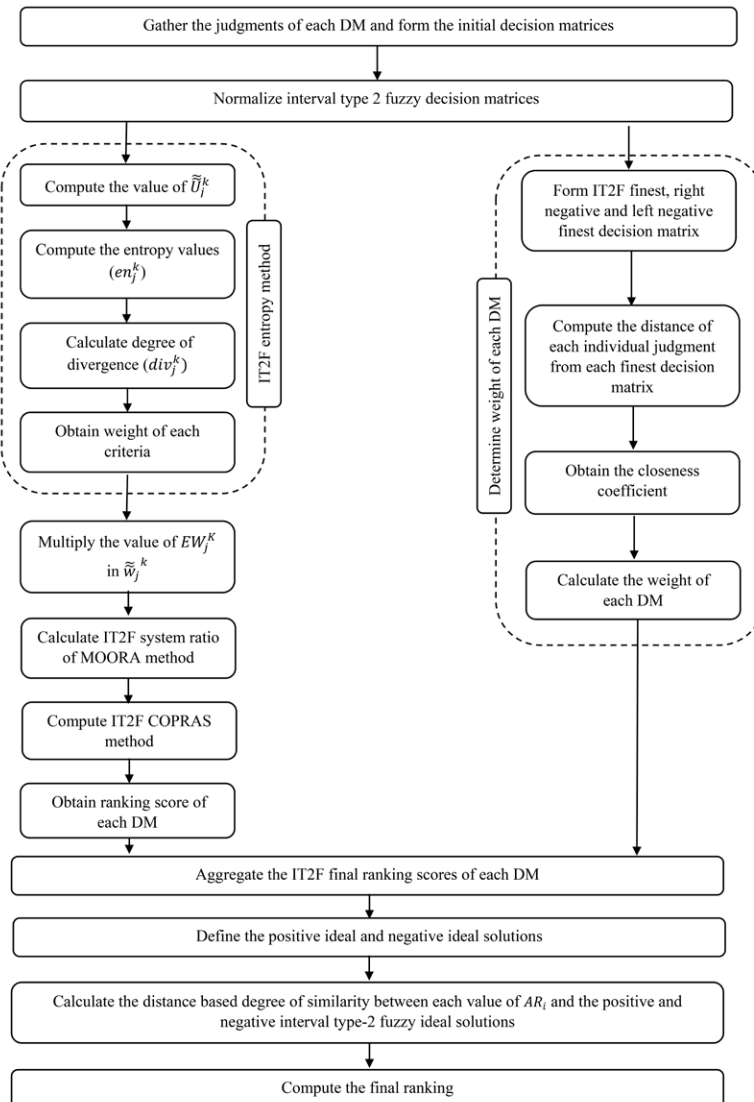 Gather the judgments of each DM and form the initial decision matrices
Normalize interval type 2 fuzzy decision matrices
Compute the value of $\tilde{\tilde{U}}_j^k$
Compute the entropy values
($en_j^k$)
Calculate degree of
divergence ($div_j^k$)
Obtain weight of each
criteria
IT2F entropy method
Multiply the value of $EW_j^K$
in $\tilde{\tilde{w}}_j^k$
Calculate IT2F system ratio
of MOORA method
Compute IT2F COPRAS
method
Obtain ranking score of
each DM
Determine weight of each DM
Form IT2F finest, right
negative and left negative
finest decision matrix
Compute the distance of
each individual judgment
from each finest decision
matrix
Obtain the closeness
coefficient
Calculate the weight of
each DM
Aggregate the IT2F final ranking scores of each DM
Define the positive ideal and negative ideal solutions
Calculate the distance based degree of similarity between each value of $AR_i$ and the positive and
negative interval type-2 fuzzy ideal solutions
Compute the final ranking